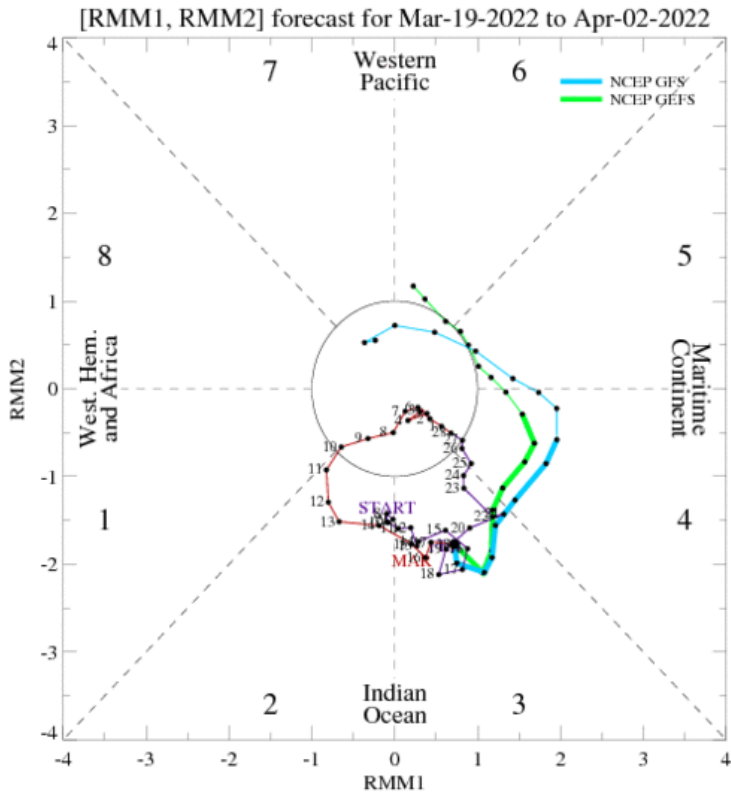 [RMM1, RMM2] forecast for Mar-19-2022 to Apr-02-2022
4
7
Western
Pacific
6
NCEP GFS
NCEP GEFS
3
2
8
5
1
RMM2
0
West. Hem.
and Africa
Maritime
Continent
-1
1
START
4
MAR
-2
-3
2
Indian
Ocean
3
-4
-4 -3 -2 -1 0 1 2 3 4
RMM1
7
8
9
10
11
12
13
14
15
20
18
17
22
23
24
25
26